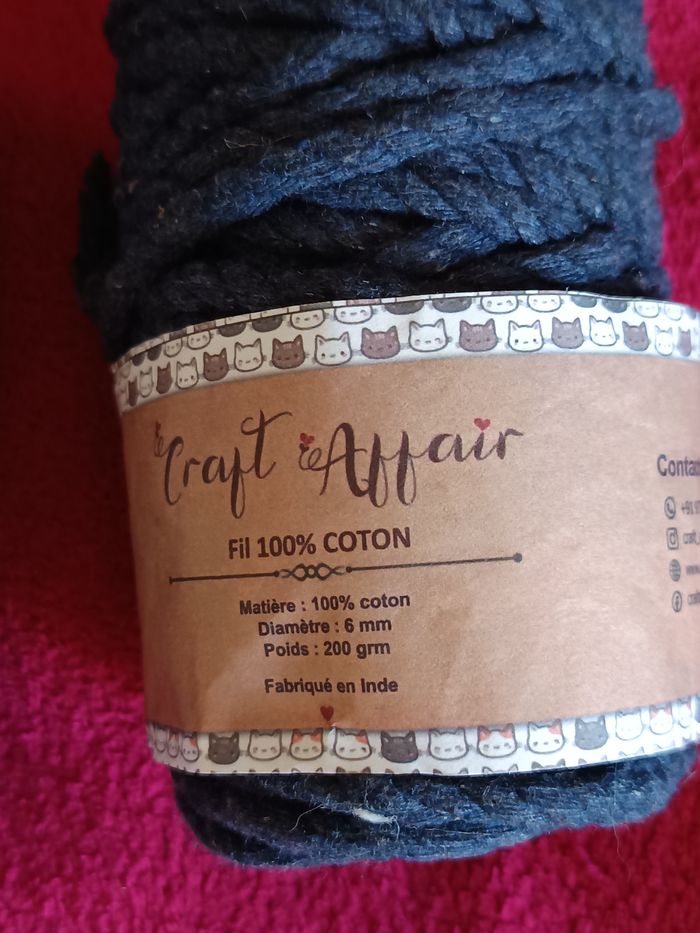 Craft Affair
Fil 100% COTON
Matière : 100% coton
Diamètre : 6 mm
Poids : 200 grm
Fabriqué en Inde